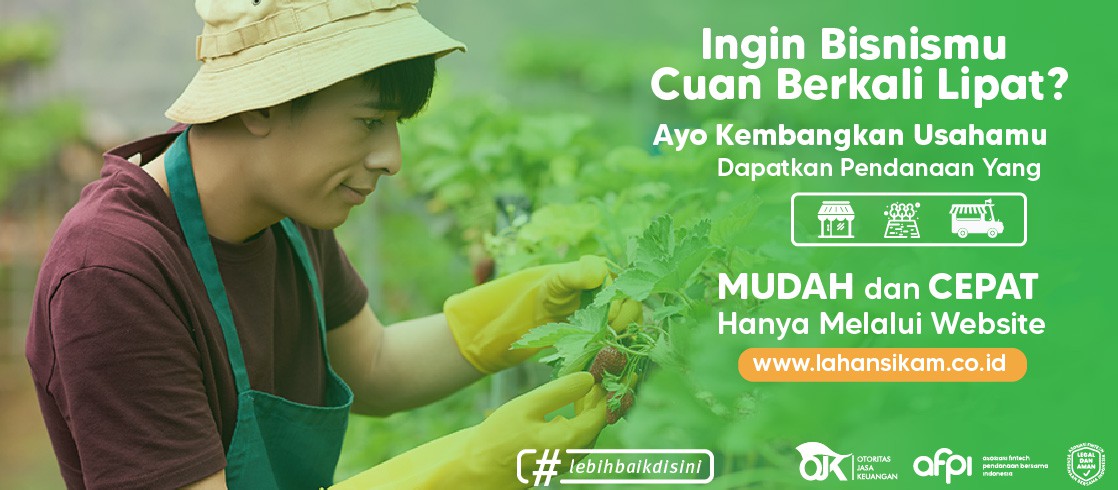 Ingin Bisnismu
Cuan Berkali Lipat?
Ayo Kembangkan Usahamu
Dapatkan Pendanaan Yang
MUDAH dan CEPAT
Hanya Melalui Website
www.lahansikam.co.id
#lebihbaikdisini
OJK
OTORITAS
JASA
KEUANGAN
afpi
asosiasi fintech
pendanaan bersama
indonesia
LEGAL
DAN
AMAN